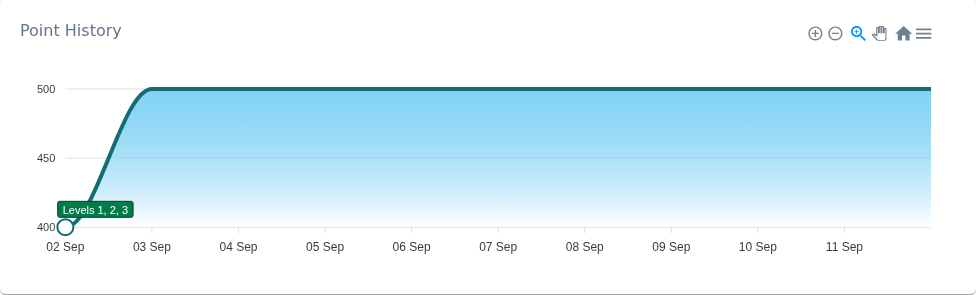 Point History
500
450
400
Levels 1, 2, 3
02 Sep 03 Sep 04 Sep 05 Sep 06 Sep 07 Sep 08 Sep 09 Sep 10 Sep 11 Sep